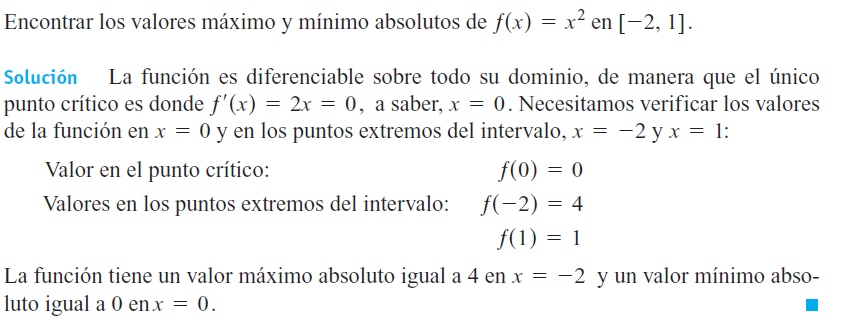 Encontrar los valores máximo y mínimo absolutos de f(x) = x² en [−2, 1].
Solución La función es diferenciable sobre todo su dominio, de manera que el único
punto crítico es donde f′(x) = 2x = 0, a saber, x = 0. Necesitamos verificar los valores
de la función en x = 0 y en los puntos extremos del intervalo, x = −2 y x = 1:
Valor en el punto crítico: f(0) = 0
Valores en los puntos extremos del intervalo: f(−2) = 4
f(1) = 1
La función tiene un valor máximo absoluto igual a 4 en x = −2 y un valor mínimo abso-
luto igual a 0 en x = 0.